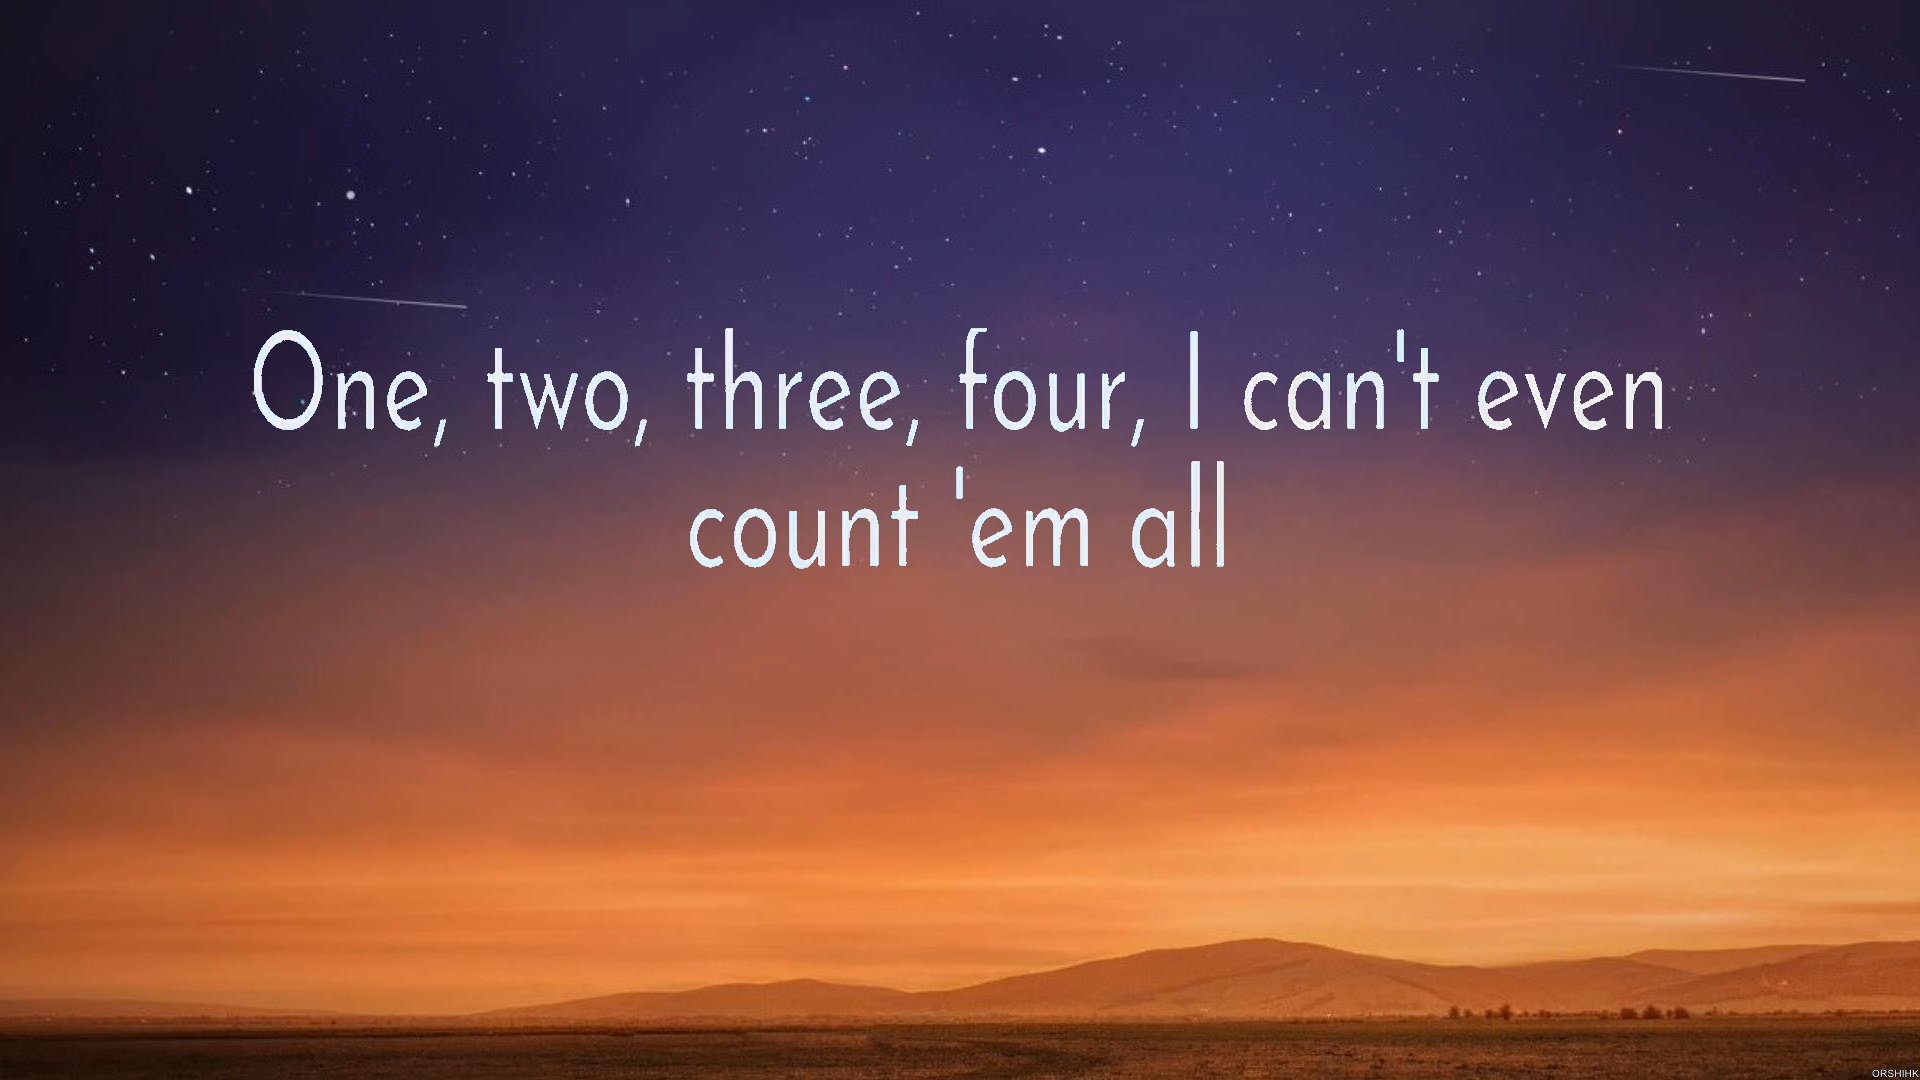 One, two, three, four, I can't even
count 'em all
ORSHIHK